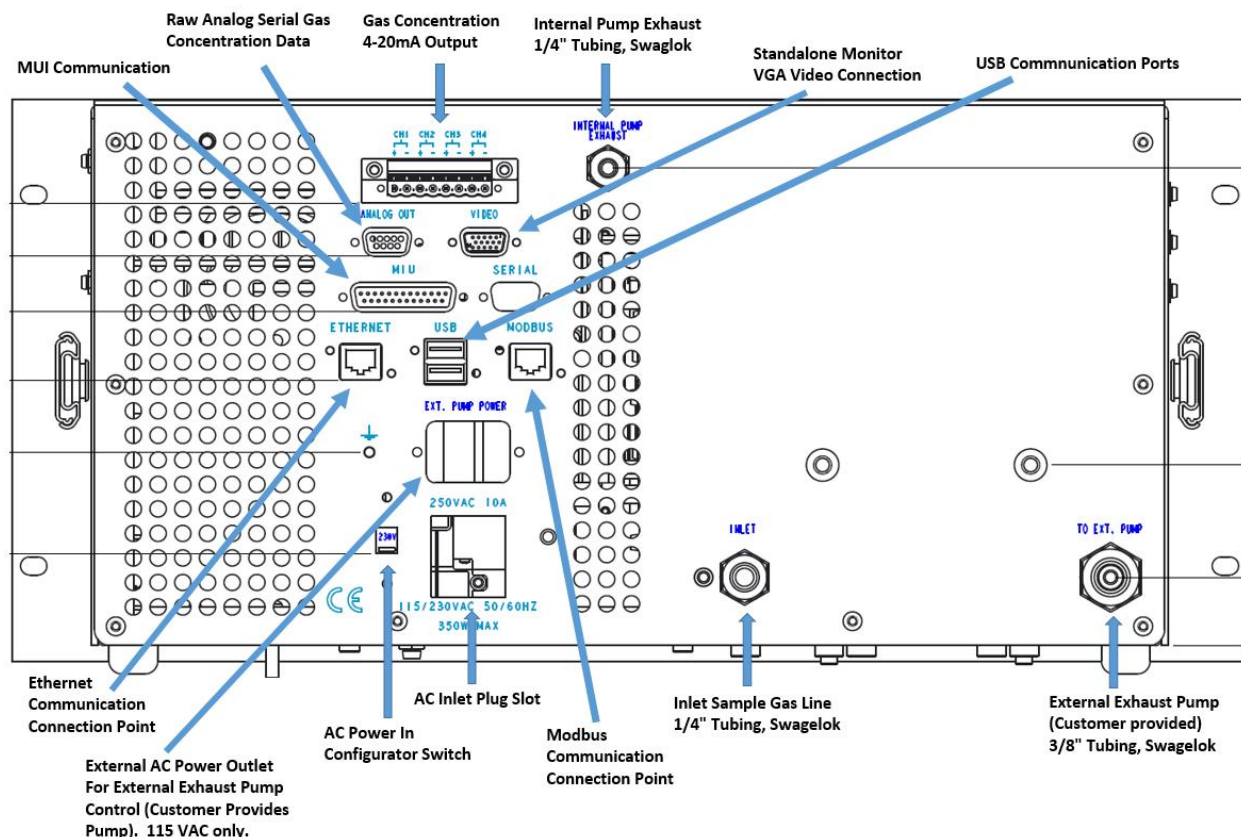 Raw Analog Serial Gas
Concentration Data
Gas Concentration
4-20mA Output
Internal Pump Exhaust
1/4" Tubing, Swaglok
Standalone Monitor
VGA Video Connection
USB Commnunication Ports
MUI Communication
CH1 CH2 CH3 CH4
+ - + - + - + -
INTERNAL PUMP
EXHAUST
ANALOG OUT
VIDEO
MIU
SERIAL
ETHERNET
USB
MODBUS
EXT. PUMP POWER
250VAC 10A
230V
INLET
TO EXT. PUMP
CE
115/230VAC 50/60HZ
350W MAX
Ethernet
Communication
Connection Point
AC Inlet Plug Slot
AC Power In
Configurator Switch
Modbus
Communication
Connection Point
Inlet Sample Gas Line
1/4" Tubing, Swagelok
External Exhaust Pump
(Customer provided)
3/8" Tubing, Swagelok
External AC Power Outlet
For External Exhaust Pump
Control (Customer Provides
Pump). 115 VAC only.